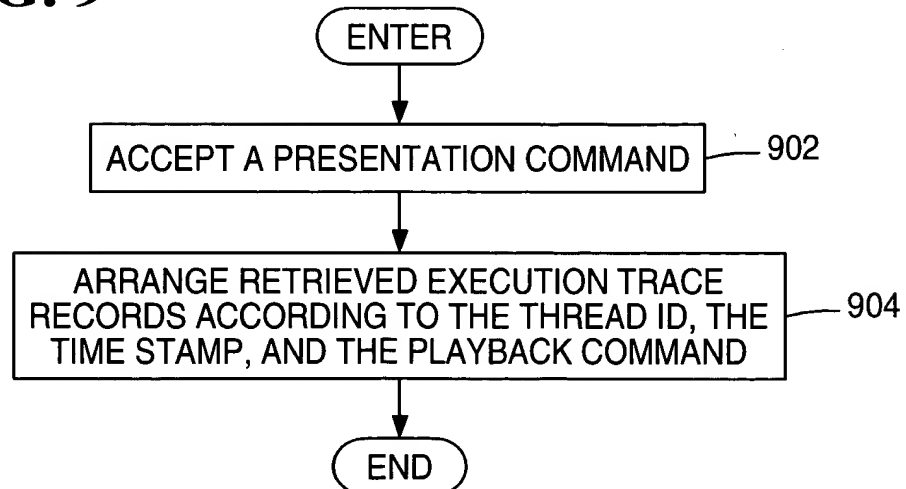 ENTER
ACCEPT A PRESENTATION COMMAND
902
ARRANGE RETRIEVED EXECUTION TRACE
RECORDS ACCORDING TO THE THREAD ID, THE
TIME STAMP, AND THE PLAYBACK COMMAND
904
END